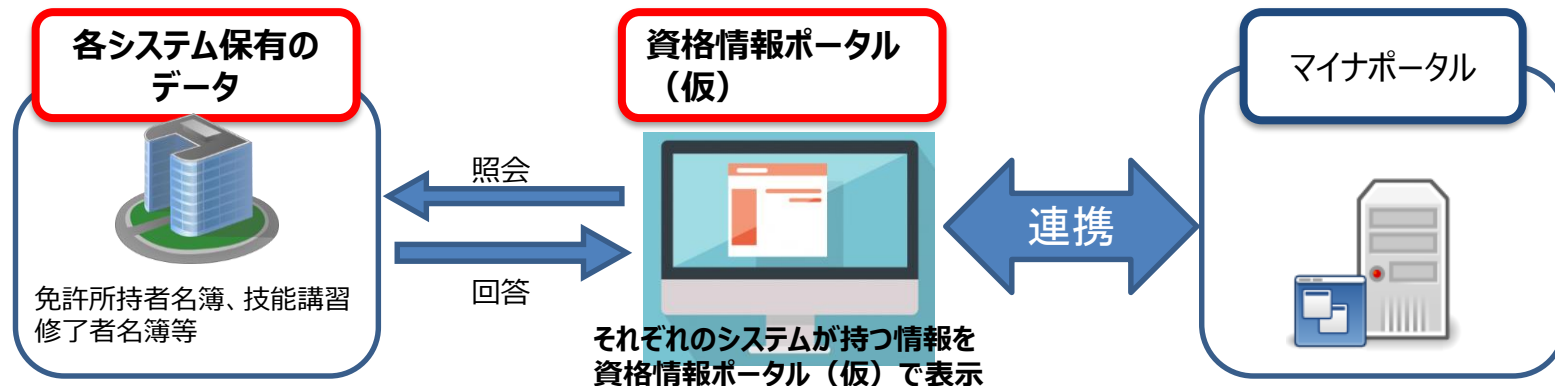 各システム保有の
データ
免許所持者名簿、技能講習
修了者名簿等
照会
回答
資格情報ポータル
（仮）
それぞれのシステムが持つ情報を
資格情報ポータル（仮）で表示
連携
マイナポータル